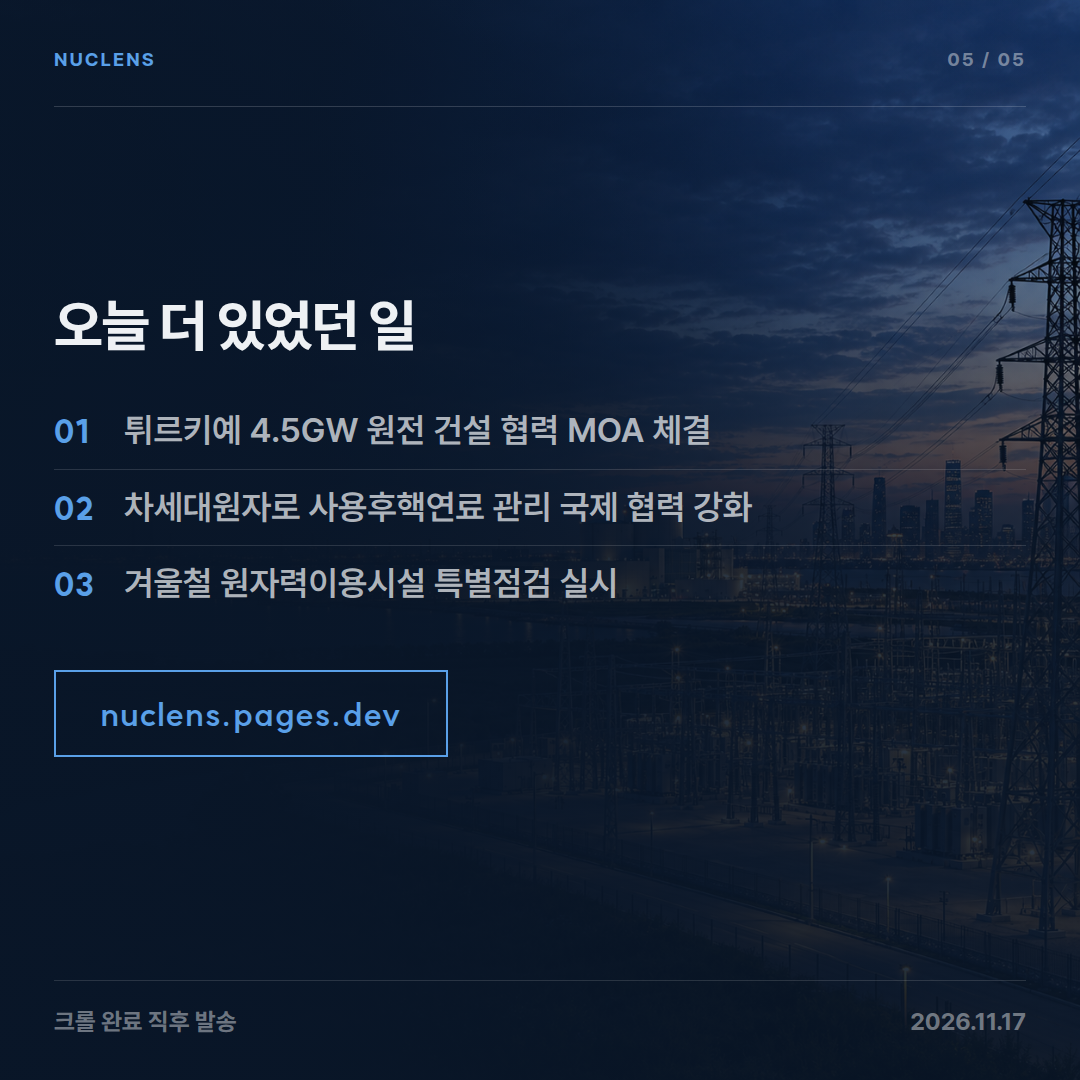 NUCLENS
05 / 05
오늘 더 있었던 일
01 튀르키예 4.5GW 원전 건설 협력 MOA 체결
02 차세대원자로 사용후핵연료 관리 국제 협력 강화
03 겨울철 원자력이용시설 특별점검 실시
nuclens.pages.dev
크롤 완료 직후 발송
2026.11.17